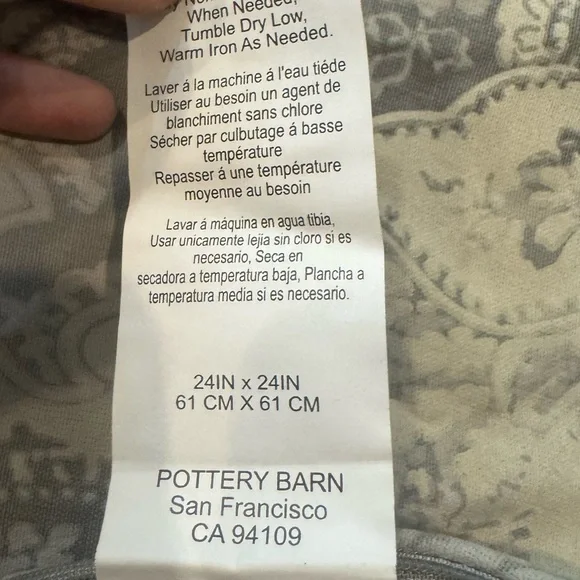 When Needed,
Tumble Dry Low,
Warm Iron As Needed.
Laver á la machine á l'eau tiéde
Utiliser au besoin un agent de
blanchiment sans chlore
Sécher par culbutage á basse
température
Repasser á une température
moyenne au besoin
Lavar á máquina en agua tibia,
Usar unicamente lejia sin cloro si es
necesario, Seca en
secadora a temperatura baja, Plancha a
temperatura media si es necesario.
24IN x 24IN
61 CM X 61 CM
POTTERY BARN
San Francisco
CA 94109